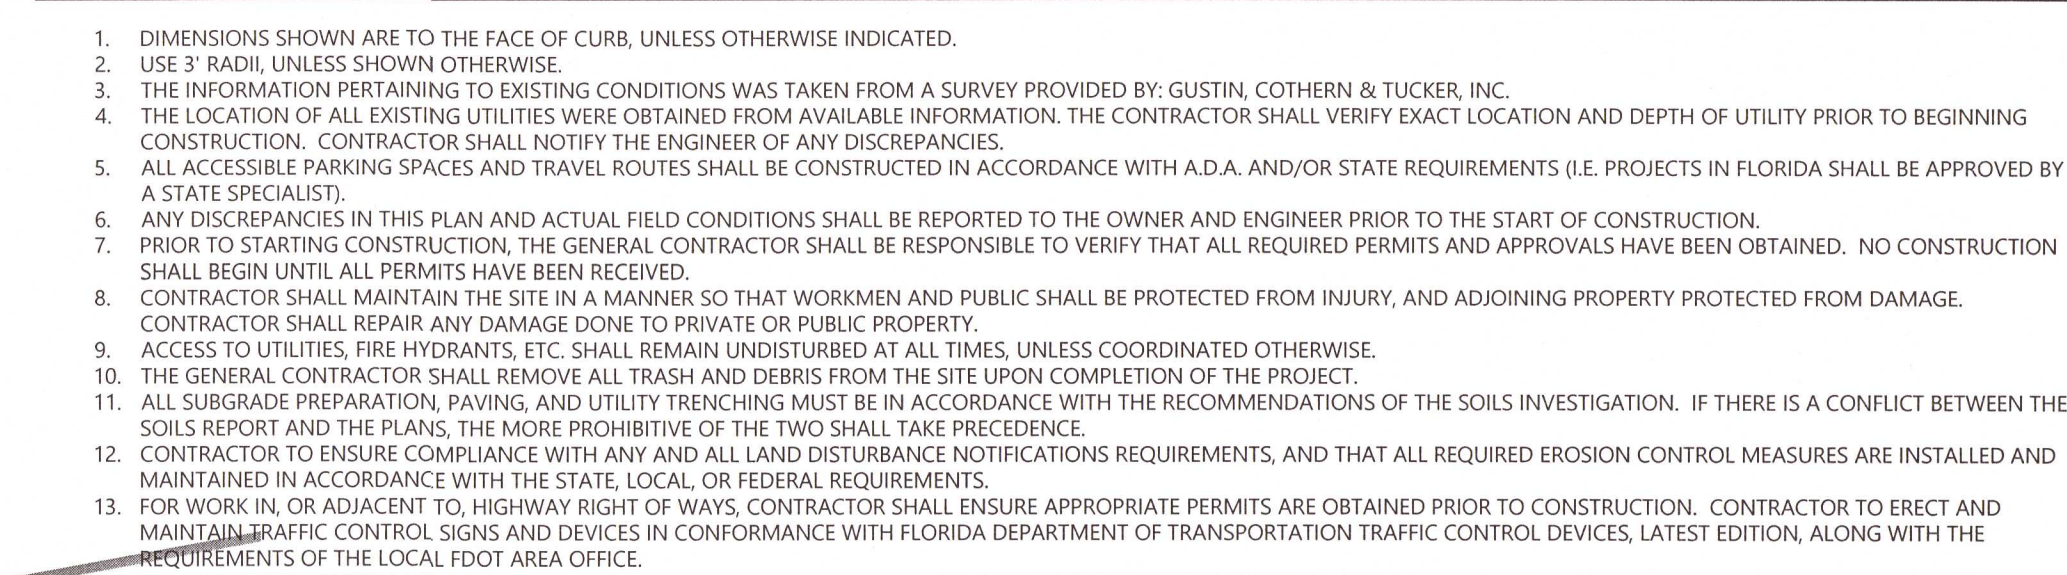 1. DIMENSIONS SHOWN ARE TO THE FACE OF CURB, UNLESS OTHERWISE INDICATED.
2. USE 3' RADII, UNLESS SHOWN OTHERWISE.
3. THE INFORMATION PERTAINING TO EXISTING CONDITIONS WAS TAKEN FROM A SURVEY PROVIDED BY: GUSTIN, COTHERN & TUCKER, INC.
4. THE LOCATION OF ALL EXISTING UTILITIES WERE OBTAINED FROM AVAILABLE INFORMATION. THE CONTRACTOR SHALL VERIFY EXACT LOCATION AND DEPTH OF UTILITY PRIOR TO BEGINNING
CONSTRUCTION. CONTRACTOR SHALL NOTIFY THE ENGINEER OF ANY DISCREPANCIES.
5. ALL ACCESSIBLE PARKING SPACES AND TRAVEL ROUTES SHALL BE CONSTRUCTED IN ACCORDANCE WITH A.D.A. AND/OR STATE REQUIREMENTS (I.E. PROJECTS IN FLORIDA SHALL BE APPROVED BY
A STATE SPECIALIST).
6. ANY DISCREPANCIES IN THIS PLAN AND ACTUAL FIELD CONDITIONS SHALL BE REPORTED TO THE OWNER AND ENGINEER PRIOR TO THE START OF CONSTRUCTION.
7. PRIOR TO STARTING CONSTRUCTION, THE GENERAL CONTRACTOR SHALL BE RESPONSIBLE TO VERIFY THAT ALL REQUIRED PERMITS AND APPROVALS HAVE BEEN OBTAINED. NO CONSTRUCTION
SHALL BEGIN UNTIL ALL PERMITS HAVE BEEN RECEIVED.
8. CONTRACTOR SHALL MAINTAIN THE SITE IN A MANNER SO THAT WORKMEN AND PUBLIC SHALL BE PROTECTED FROM INJURY, AND ADJOINING PROPERTY PROTECTED FROM DAMAGE.
CONTRACTOR SHALL REPAIR ANY DAMAGE DONE TO PRIVATE OR PUBLIC PROPERTY.
9. ACCESS TO UTILITIES, FIRE HYDRANTS, ETC. SHALL REMAIN UNDISTURBED AT ALL TIMES, UNLESS COORDINATED OTHERWISE.
10. THE GENERAL CONTRACTOR SHALL REMOVE ALL TRASH AND DEBRIS FROM THE SITE UPON COMPLETION OF THE PROJECT.
11. ALL SUBGRADE PREPARATION, PAVING, AND UTILITY TRENCHING MUST BE IN ACCORDANCE WITH THE RECOMMENDATIONS OF THE SOILS INVESTIGATION. IF THERE IS A CONFLICT BETWEEN THE
SOILS REPORT AND THE PLANS, THE MORE PROHIBITIVE OF THE TWO SHALL TAKE PRECEDENCE.
12. CONTRACTOR TO ENSURE COMPLIANCE WITH ANY AND ALL LAND DISTURBANCE NOTIFICATIONS REQUIREMENTS, AND THAT ALL REQUIRED EROSION CONTROL MEASURES ARE INSTALLED AND
MAINTAINED IN ACCORDANCE WITH THE STATE, LOCAL, OR FEDERAL REQUIREMENTS.
13. FOR WORK IN, OR ADJACENT TO, HIGHWAY RIGHT OF WAYS, CONTRACTOR SHALL ENSURE APPROPRIATE PERMITS ARE OBTAINED PRIOR TO CONSTRUCTION. CONTRACTOR TO ERECT AND
MAINTAIN TRAFFIC CONTROL SIGNS AND DEVICES IN CONFORMANCE WITH FLORIDA DEPARTMENT OF TRANSPORTATION TRAFFIC CONTROL DEVICES, LATEST EDITION, ALONG WITH THE
REQUIREMENTS OF THE LOCAL FDOT AREA OFFICE.